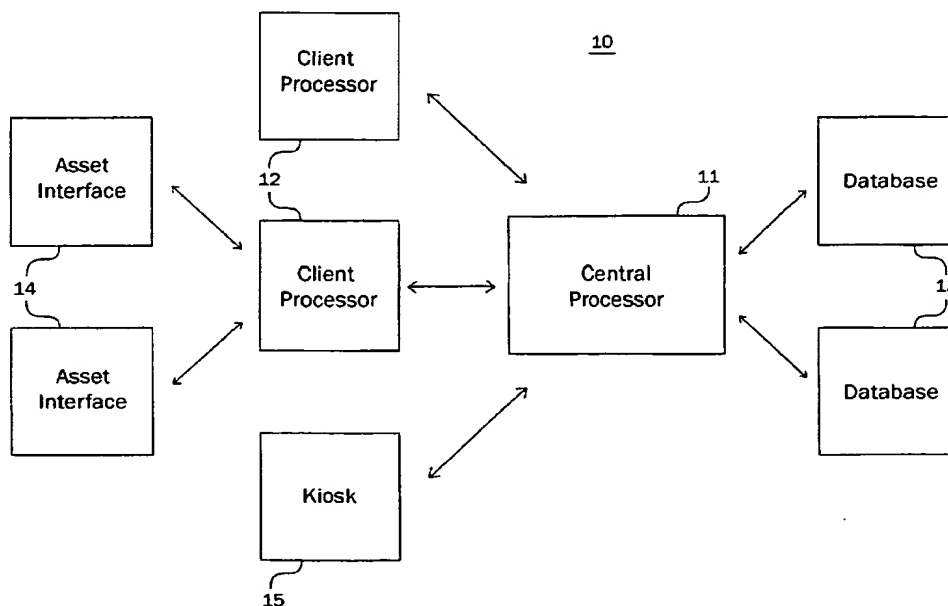 10
Client
Processor
Asset
Interface
12
11
Database
14
Client
Processor
Central
Processor
Asset
Interface
Database
Kiosk
15